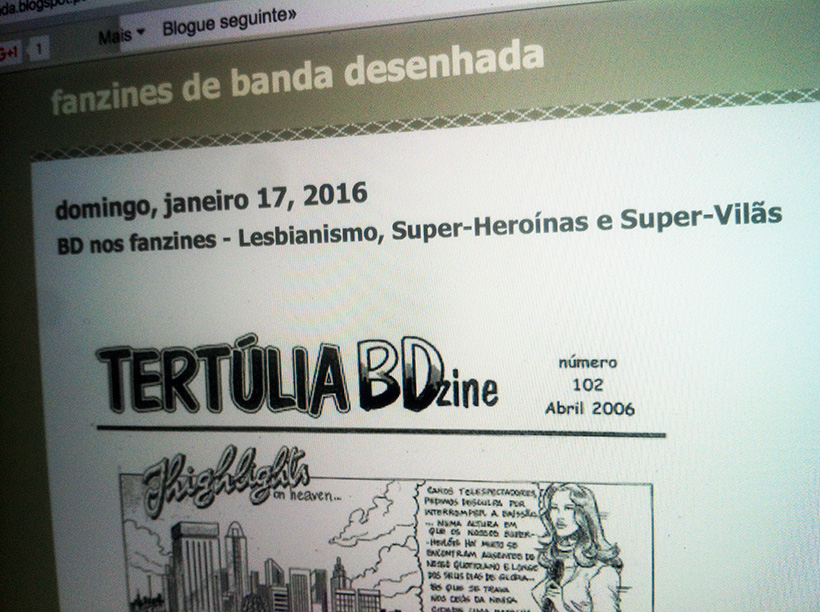 da.blogspot.p
G+1 1 Mais Blogue seguinte»
fanzines de banda desenhada
domingo, janeiro 17, 2016
BD nos fanzines - Lesbianismo, Super-Heroínas e Super-Vilãs
TERTÚLIA BDzine
número
102
Abril 2006
Highlights
on heaven...
CAROS TELESPECTADORES,
PEDIMOS DESCULPA POR
INTERROMPER A EMISSÃO
... NUMA ALTURA EM
QUE OS NOSSOS SUPER-
-HERÓIS HÁ MUITO SE
ENCONTRAM AUSENTES DO
NOSSO QUOTIDIANO E LONGE
DOS SEUS DIAS DE GLÓRIA...
EIS QUE SE TRAVA
NOS CÉUS DA NOSSA
CIDADE UMA